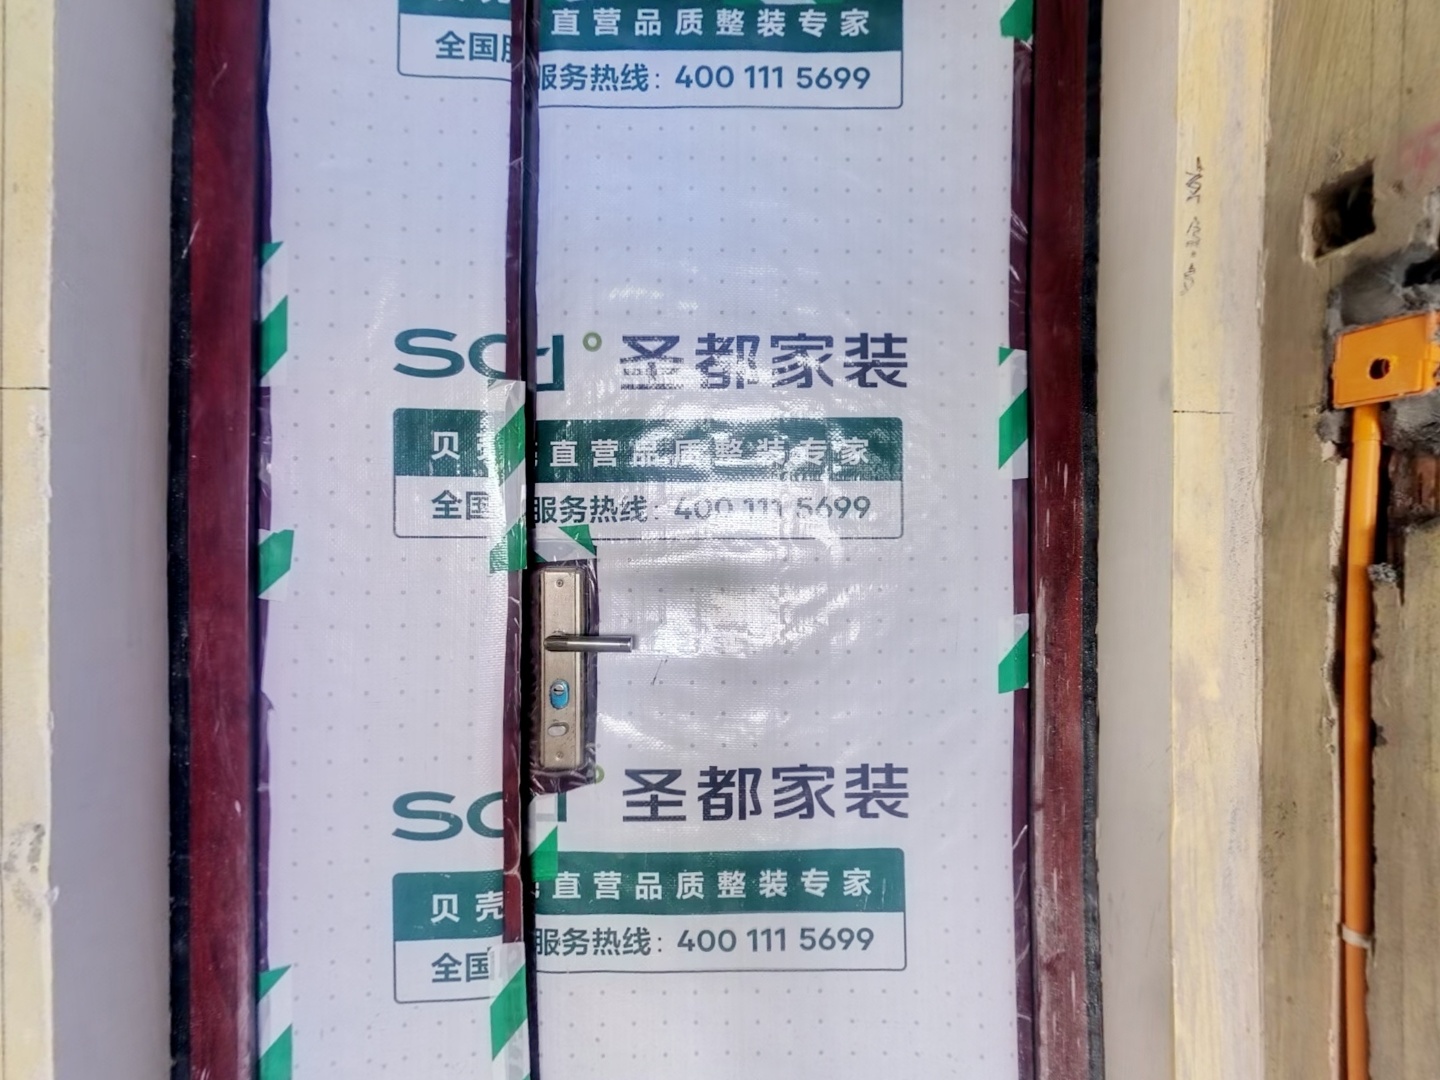 直营品质整装专家
全国服务热线：400 111 5699
scd 圣都家装
贝壳直营品质整装专家
全国服务热线：400 111 5699
圣都家装
贝壳直营品质整装专家
全国服务热线：400 111 5699